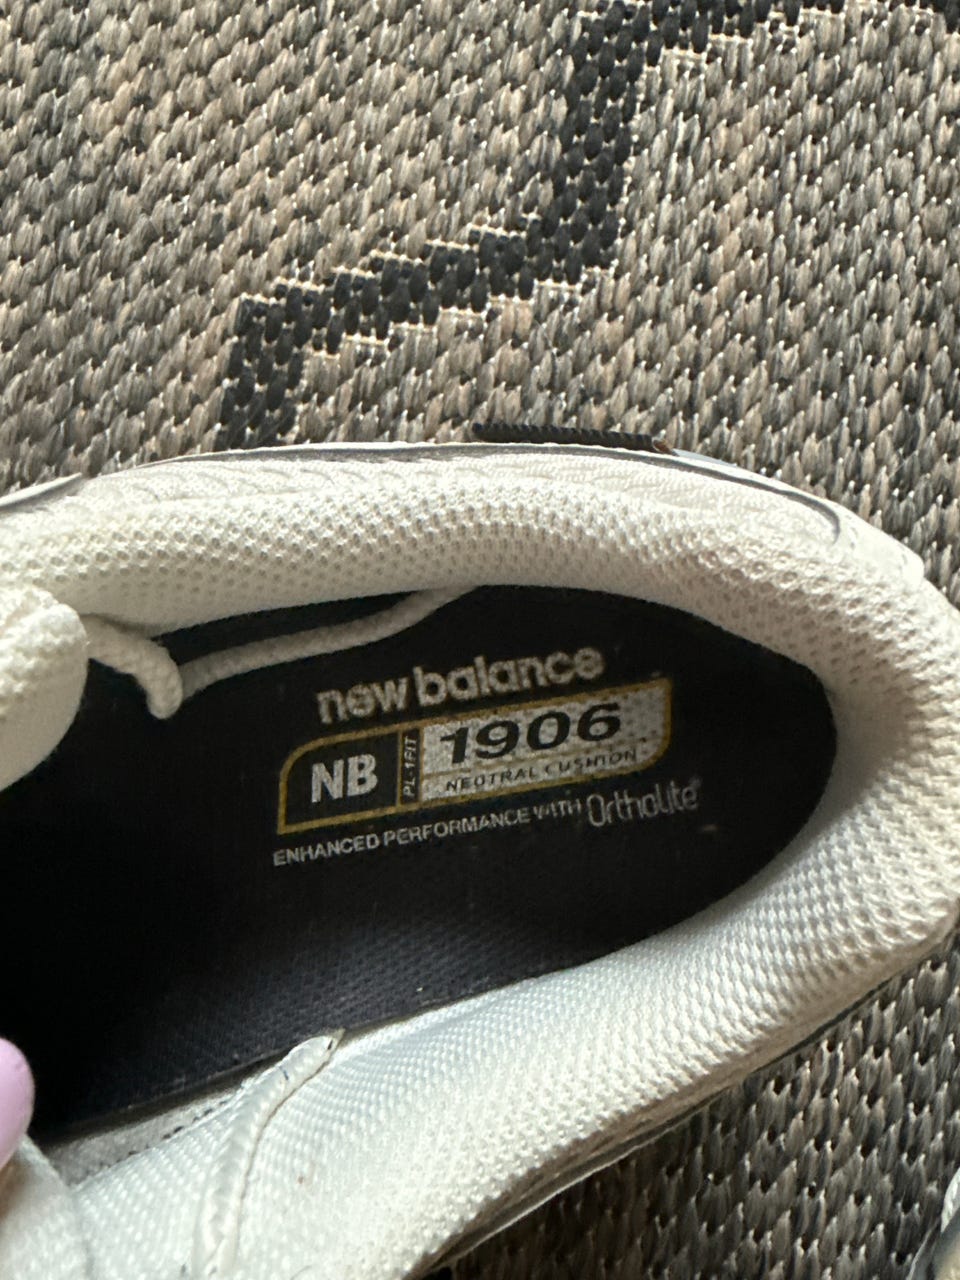 new balance
NB PL-1FIT 1906
NEUTRAL CUSHION
ENHANCED PERFORMANCE WITH OrthoLite®